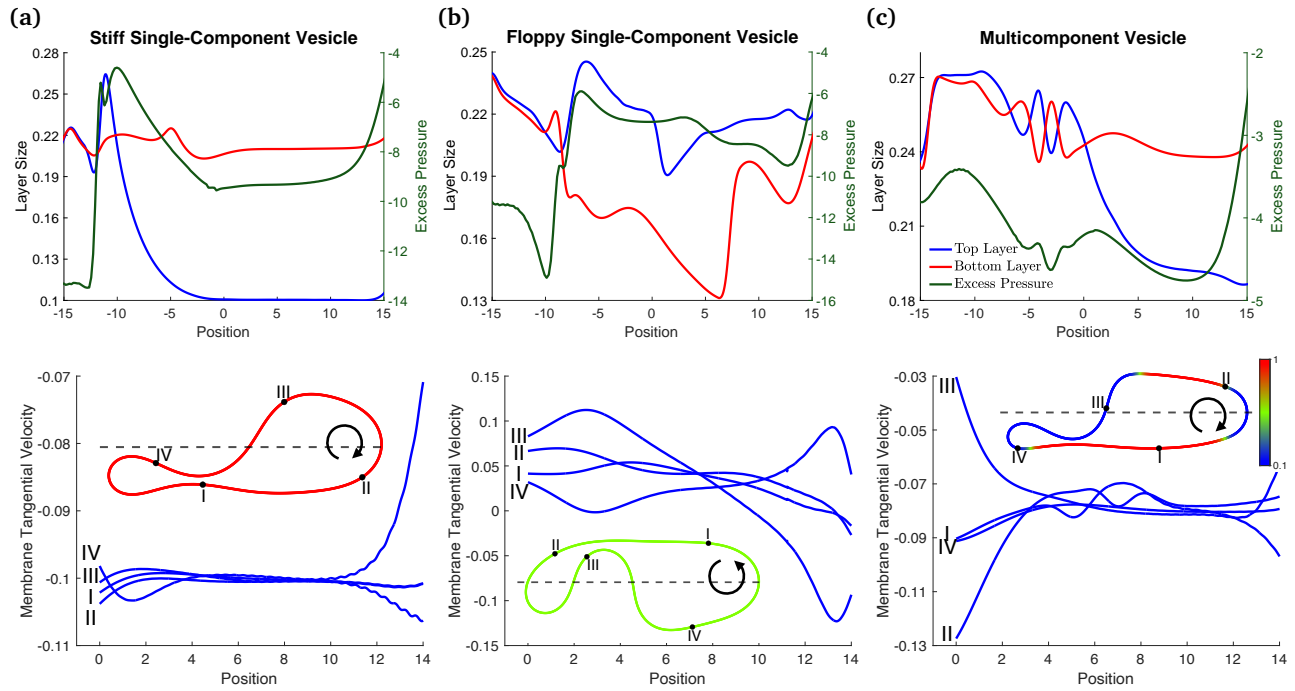 (a)
Stiff Single-Component Vesicle
0.28
0.25
0.22
0.19
0.16
0.13
0.1
Layer Size
-4
-6
-8
-10
-12
-14
Excess Pressure
-15 -10 -5 0 5 10 15
Position
(b)
Floppy Single-Component Vesicle
0.25
0.22
0.19
0.16
0.13
Layer Size
-4
-6
-8
-10
-12
-14
-16
Excess Pressure
-15 -10 -5 0 5 10 15
Position
(c)
Multicomponent Vesicle
0.27
0.24
0.21
0.18
Layer Size
Top Layer
Bottom Layer
Excess Pressure
-2
-3
-4
-5
Excess Pressure
-15 -10 -5 0 5 10 15
Position
-0.07
-0.08
-0.09
-0.1
-0.11
Membrane Tangential Velocity
III
IV
I
II
IV
III
I
II
0 2 4 6 8 10 12 14
Position
0.15
0.1
0.05
0
-0.05
-0.1
-0.15
Membrane Tangential Velocity
III
II
I
IV
I
II
III
IV
0 2 4 6 8 10 12 14
Position
-0.03
-0.05
-0.07
-0.09
-0.11
-0.13
Membrane Tangential Velocity
III
I
IV
II
II
III
IV
I
1
0.1
0 2 4 6 8 10 12 14
Position